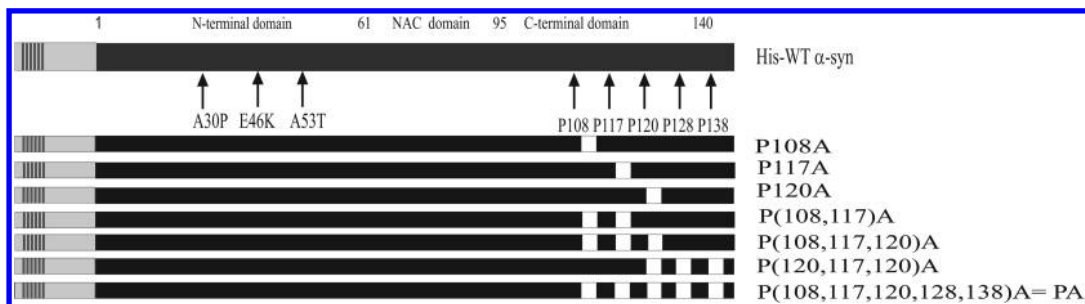 1 N-terminal domain 61 NAC domain 95 C-terminal domain 140
His-WT α-syn
A30P E46K A53T P108 P117 P120 P128 P138
P108A
P117A
P120A
P(108,117)A
P(108,117,120)A
P(120,117,120)A
P(108,117,120,128,138)A= PA